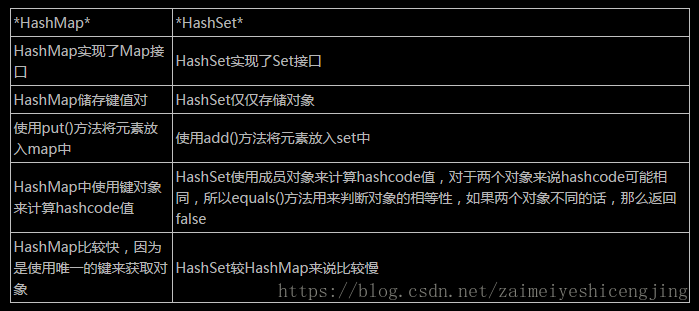 *HashMap*
*HashSet*
HashMap实现了Map接
口
HashSet实现了Set接口
HashMap储存键值对
HashSet仅仅存储对象
使用put()方法将元素放
入map中
使用add()方法将元素放入set中
HashMap中使用键对象
来计算hashcode值
HashSet使用成员对象来计算hashcode值，对于两个对象来说hashcode可能相
同，所以equals()方法用来判断对象的相等性，如果两个对象不同的话，那么返回
false
HashMap比较快，因为
是使用唯一的键来获取对
象
HashSet较HashMap来说比较慢
https://blog.csdn.net/zaimeiyeshicengjing